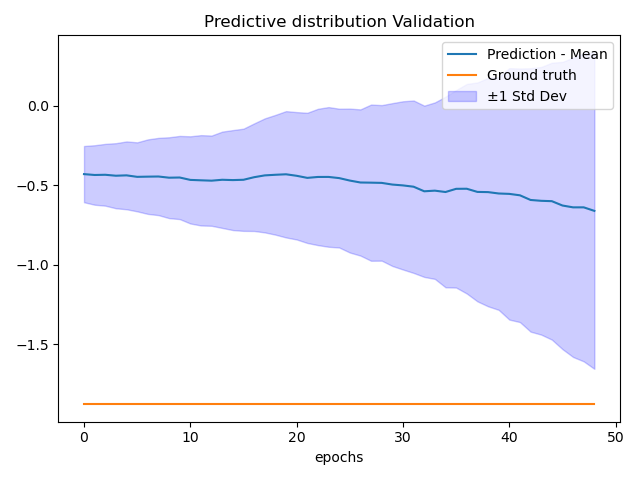 Predictive distribution Validation
Prediction - Mean
Ground truth
±1 Std Dev
0.0
−0.5
−1.0
−1.5
0 10 20 30 40 50
epochs